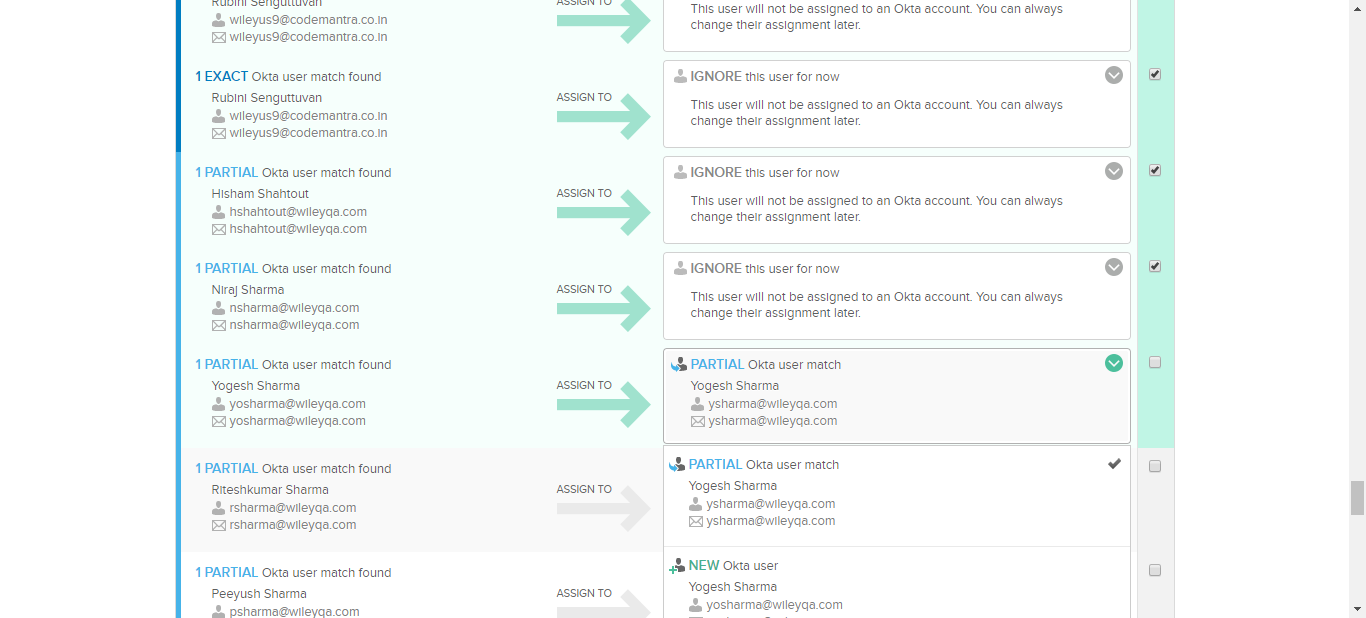 Rubini Senguttuvan
wileyus9@codemantra.co.in
wileyus9@codemantra.co.in
ASSIGN TO
This user will not be assigned to an Okta account. You can always
change their assignment later.
1 EXACT Okta user match found
Rubini Senguttuvan
wileyus9@codemantra.co.in
wileyus9@codemantra.co.in
ASSIGN TO
IGNORE this user for now
This user will not be assigned to an Okta account. You can always
change their assignment later.
1 PARTIAL Okta user match found
Hisham Shahtout
hshahtout@wileyqa.com
hshahtout@wileyqa.com
ASSIGN TO
IGNORE this user for now
This user will not be assigned to an Okta account. You can always
change their assignment later.
1 PARTIAL Okta user match found
Niraj Sharma
nsharma@wileyqa.com
nsharma@wileyqa.com
ASSIGN TO
IGNORE this user for now
This user will not be assigned to an Okta account. You can always
change their assignment later.
1 PARTIAL Okta user match found
Yogesh Sharma
yosharma@wileyqa.com
yosharma@wileyqa.com
ASSIGN TO
PARTIAL Okta user match
Yogesh Sharma
ysharma@wileyqa.com
ysharma@wileyqa.com
1 PARTIAL Okta user match found
Riteshkumar Sharma
rsharma@wileyqa.com
rsharma@wileyqa.com
ASSIGN TO
PARTIAL Okta user match
Yogesh Sharma
ysharma@wileyqa.com
ysharma@wileyqa.com
1 PARTIAL Okta user match found
Peeyush Sharma
psharma@wileyqa.com
ASSIGN TO
NEW Okta user
Yogesh Sharma
yosharma@wileyqa.com